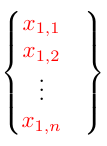 { x_{1,1} }
x_{1,2}
⋮
x_{1,n}